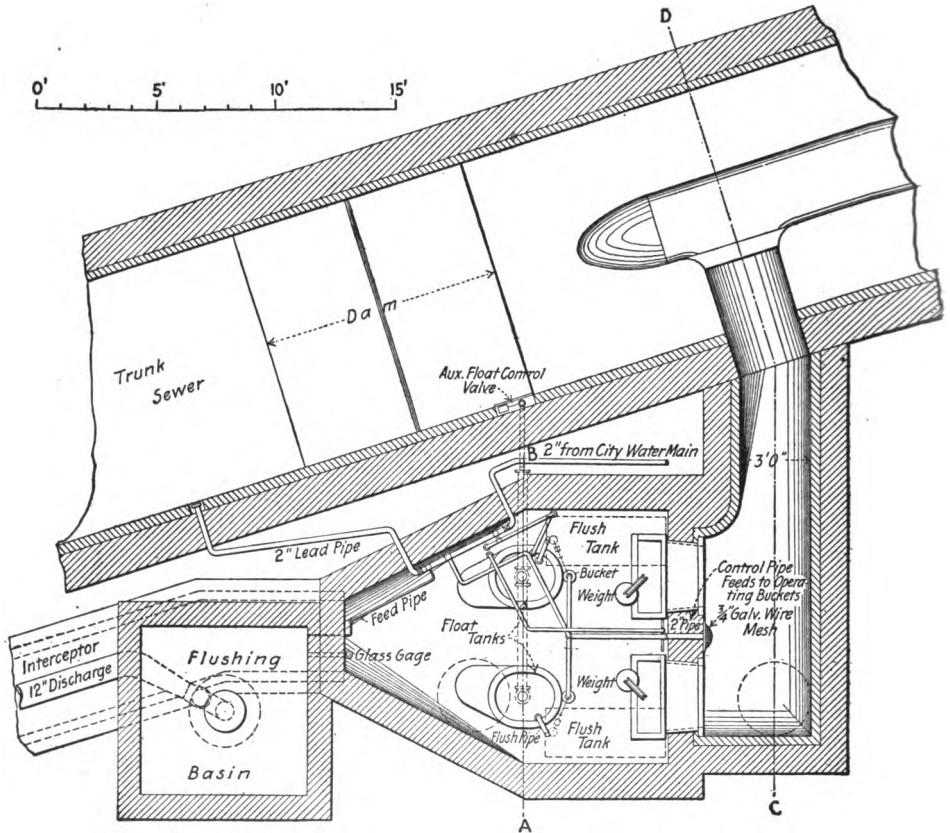 D
0' 5' 10' 15'
Dam
Trunk
Sewer
Aux. Float Control
Valve
B 2" from City Water Main
3'0"
2" Lead Pipe
Flush
Tank
Bucket
Weight
Control Pipe
Feeds to Opera-
ting Buckets
3/4" Galv. Wire
Mesh
2" Pipe
Feed Pipe
Float
Tanks
Interceptor
12" Discharge
Flushing
Basin
Glass Gage
Weight
Flush Pipe
Flush
Tank
A
C